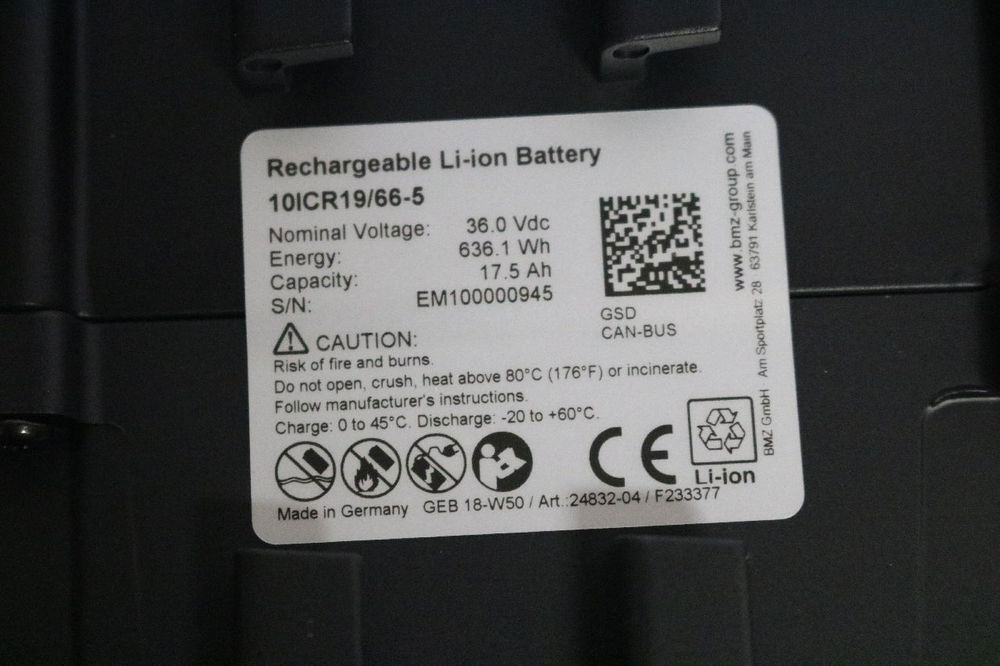 Rechargeable Li-ion Battery
10ICR19/66-5
Nominal Voltage: 36.0 Vdc
Energy: 636.1 Wh
Capacity: 17.5 Ah
S/N: EM100000945
GSD
CAN-BUS
CAUTION:
Risk of fire and burns.
Do not open, crush, heat above 80°C (176°F) or incinerate.
Follow manufacturer's instructions.
Charge: 0 to 45°C. Discharge: -20 to +60°C.
CE
Li-ion
Made in Germany GEB 18-W50 / Art.:24832-04 / F233377
www.bmz-group.com
BMZ GmbH Am Sportplatz 28 63791 Karlstein am Main